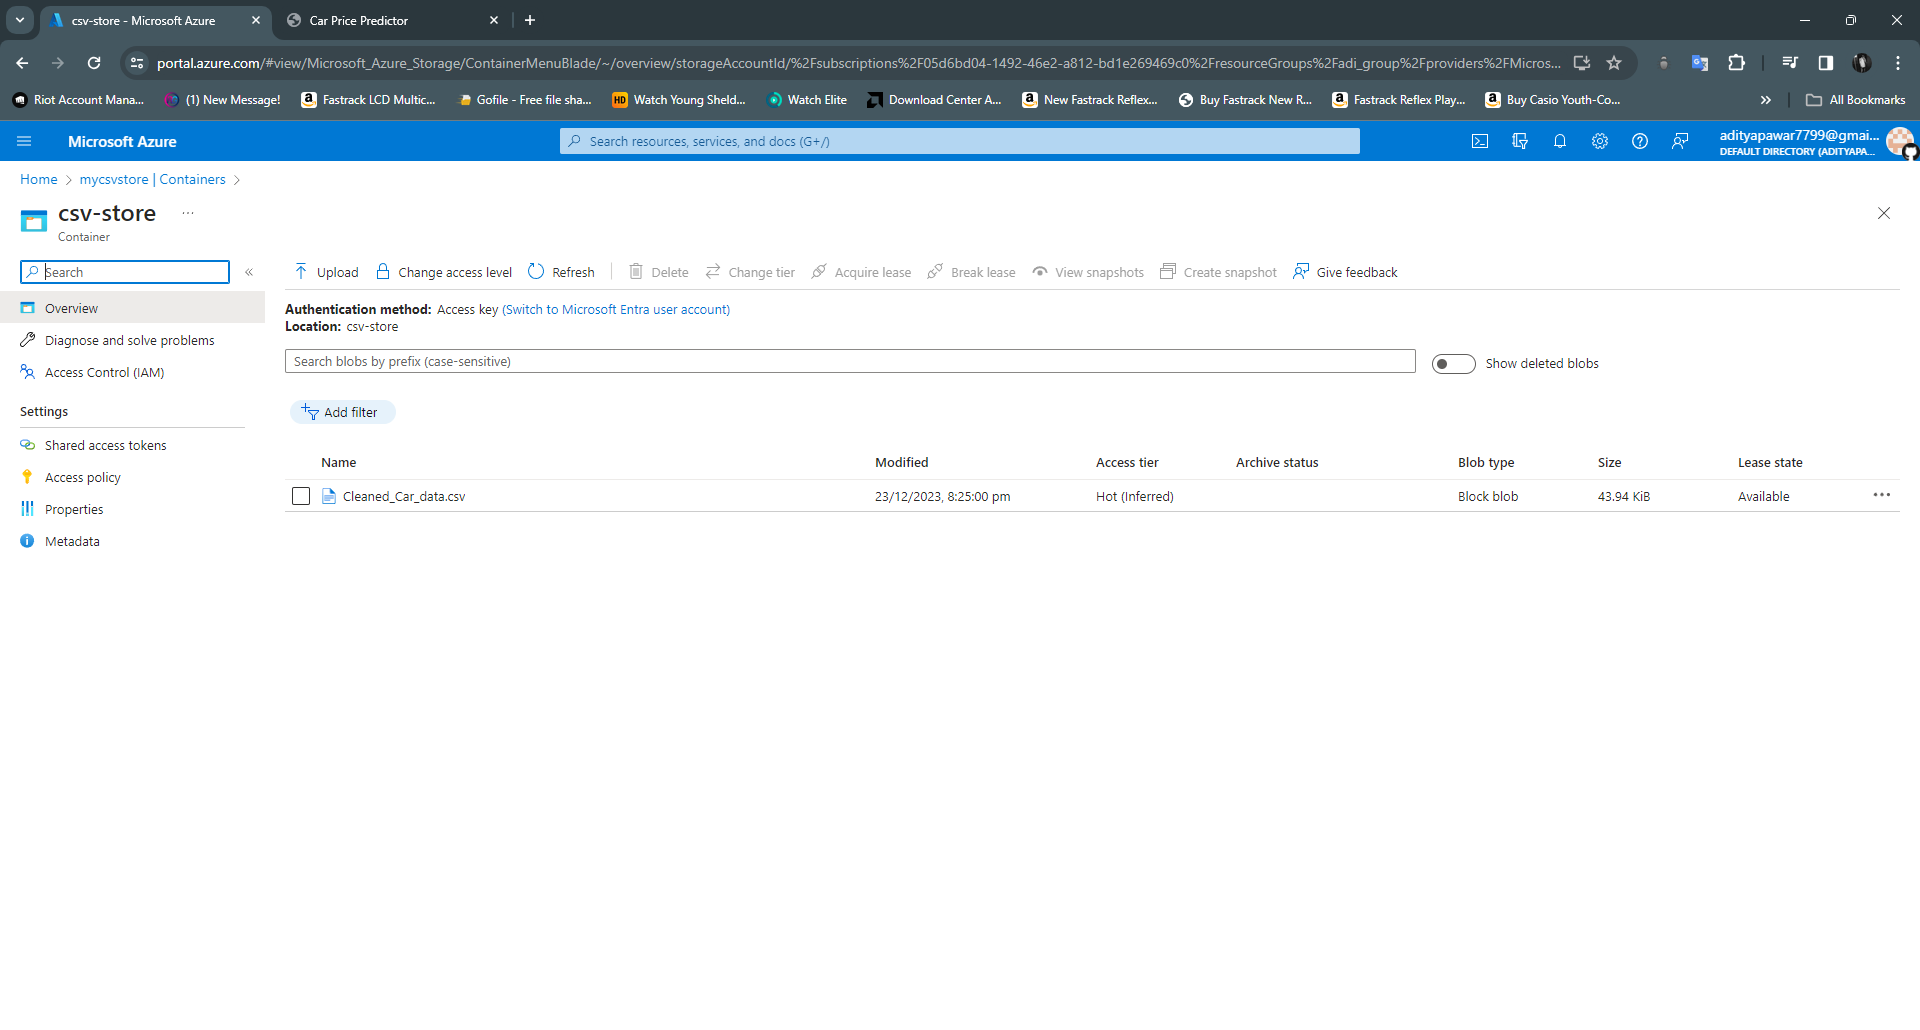 csv-store - Microsoft Azure
Car Price Predictor
portal.azure.com/#view/Microsoft_Azure_Storage/ContainerMenuBlade/~/overview/storageAccountId/%2Fsubscriptions%2F05d6bd04-1492-46e2-a812-bd1e269469c0%2FresourceGroups%2Fadi_group%2Fproviders%2FMicros...
Riot Account Mana...
(1) New Message!
Fastrack LCD Multic...
Gofile - Free file sha...
HD Watch Young Sheld...
Watch Elite
Download Center A...
New Fastrack Reflex...
Buy Fastrack New R...
Fastrack Reflex Play...
Buy Casio Youth-Co...
All Bookmarks
Microsoft Azure
Search resources, services, and docs (G+/)
adityapawar7799@gmai...
DEFAULT DIRECTORY (ADITYAPA...
Home > mycsvstore | Containers >
csv-store ...
Container
Search
Overview
Diagnose and solve problems
Access Control (IAM)
Settings
Shared access tokens
Access policy
Properties
Metadata
Upload Change access level Refresh Delete Change tier Acquire lease Break lease View snapshots Create snapshot Give feedback
Authentication method: Access key (Switch to Microsoft Entra user account)
Location: csv-store
Search blobs by prefix (case-sensitive)
Show deleted blobs
Add filter
Name Modified Access tier Archive status Blob type Size Lease state
Cleaned_Car_data.csv 23/12/2023, 8:25:00 pm Hot (Inferred) Block blob 43.94 KiB Available ...